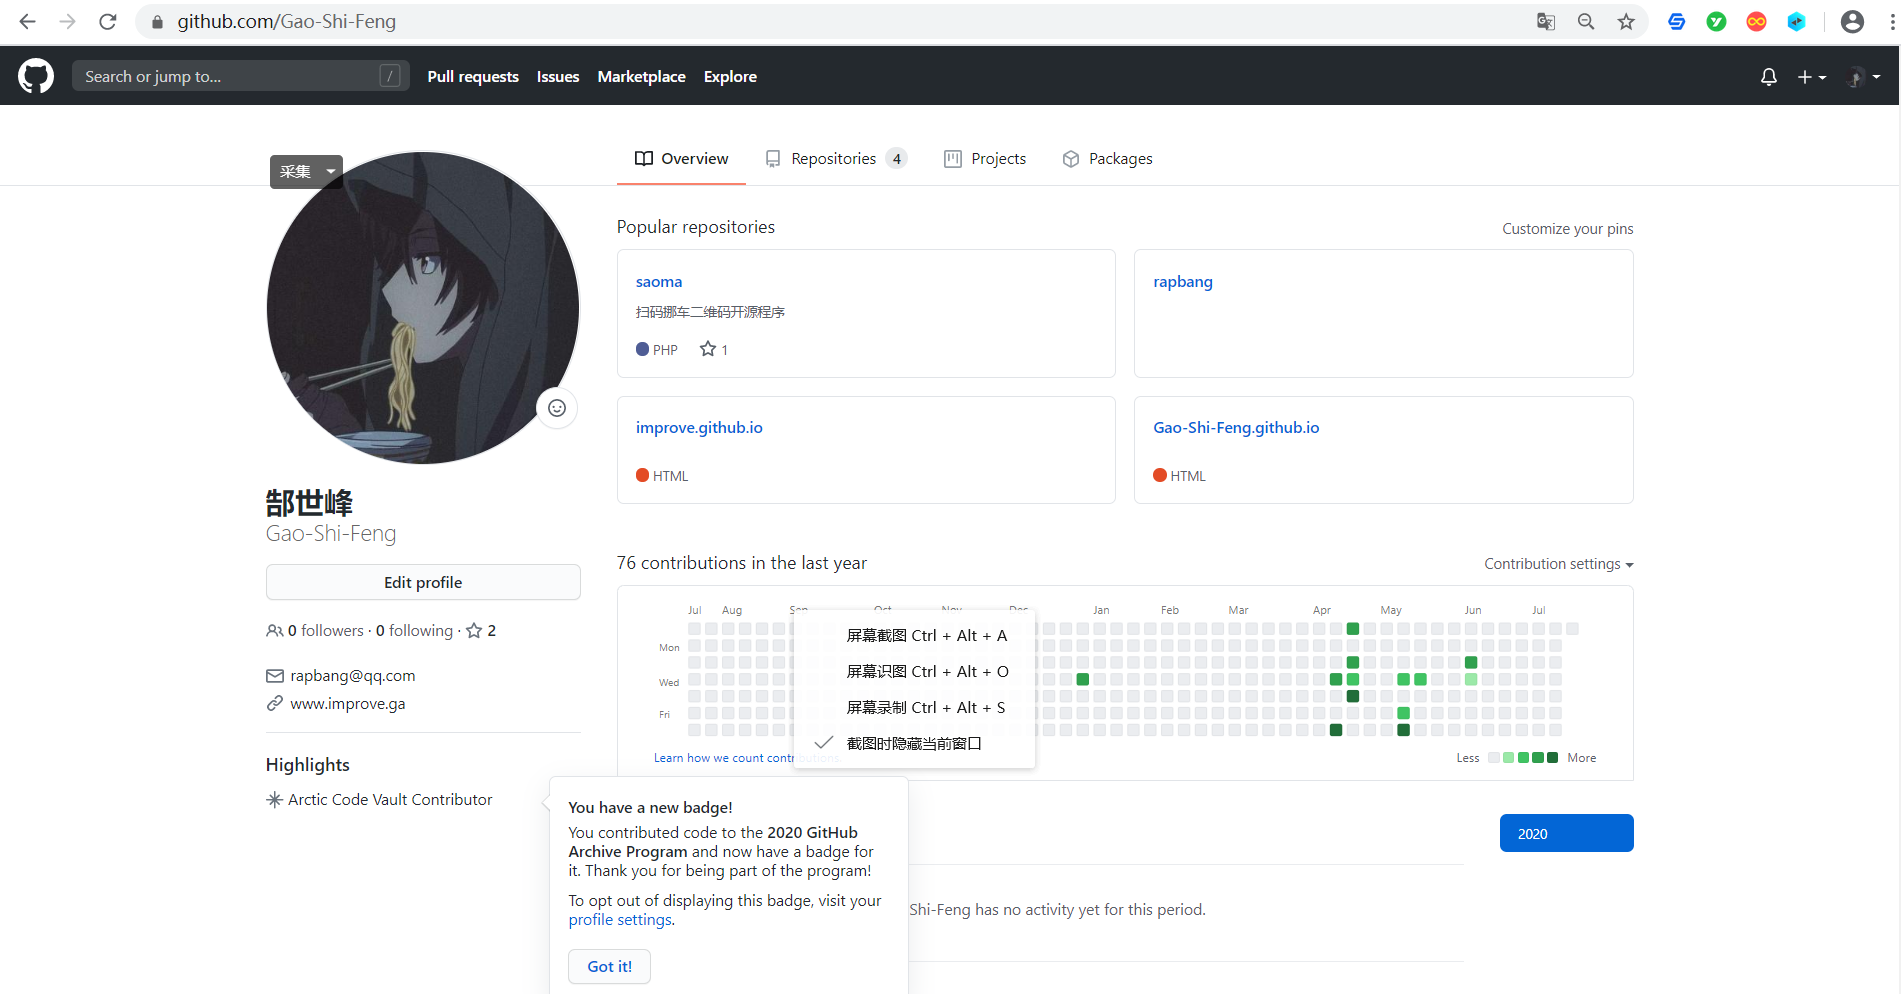 github.com/Gao-Shi-Feng
Search or jump to... /
Pull requests Issues Marketplace Explore
采集
Overview Repositories 4 Projects Packages
Popular repositories
Customize your pins
saoma
扫码挪车二维码开源程序
PHP 1
rapbang
improve.github.io
HTML
Gao-Shi-Feng.github.io
HTML
郜世峰
Gao-Shi-Feng
Edit profile
0 followers · 0 following · 2
rapbang@qq.com
www.improve.ga
Highlights
Arctic Code Vault Contributor
76 contributions in the last year
Contribution settings
Jul Aug Sep Oct Nov Dec Jan Feb Mar Apr May Jun Jul
Mon
Wed
Fri
屏幕截图 Ctrl + Alt + A
屏幕识图 Ctrl + Alt + O
屏幕录制 Ctrl + Alt + S
截图时隐藏当前窗口
Learn how we count contributions.
Less More
You have a new badge!
You contributed code to the 2020 GitHub
Archive Program and now have a badge for
it. Thank you for being part of the program!
To opt out of displaying this badge, visit your
profile settings.
Got it!
2020
Shi-Feng has no activity yet for this period.